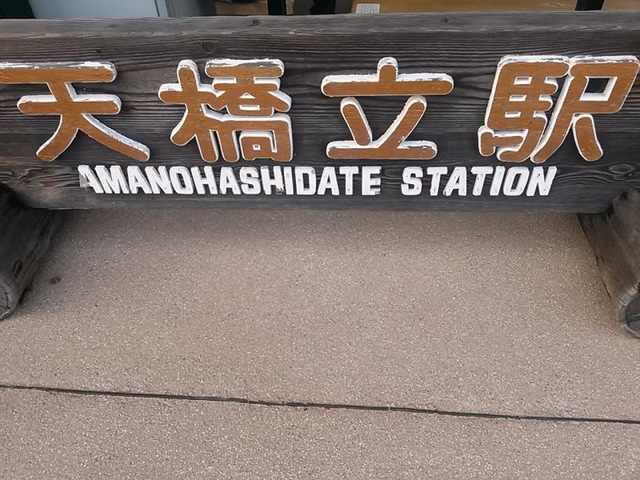 天橋立駅
AMANOHASHIDATE STATION